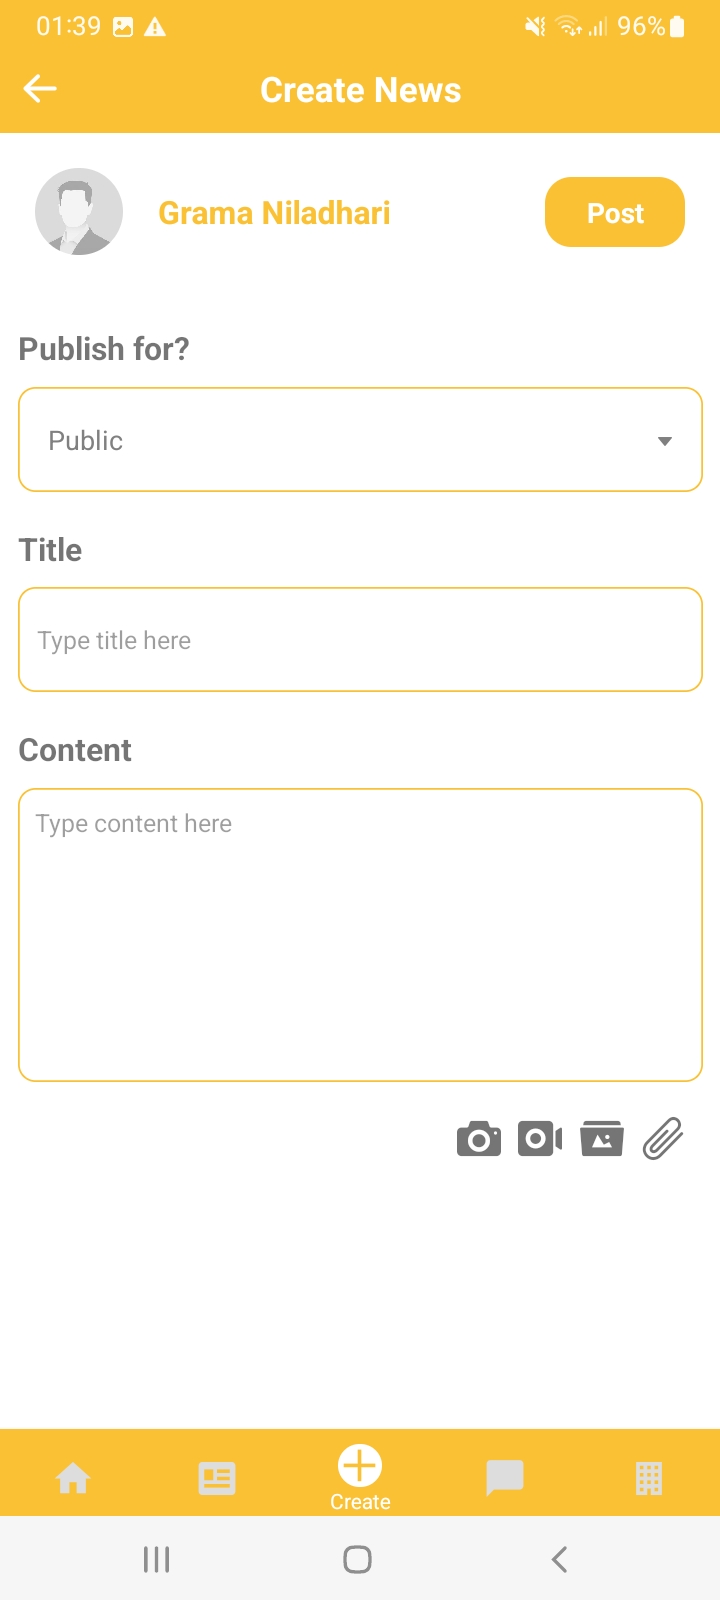 01:39 96%
Create News
Grama Niladhari
Post
Publish for?
Public
Title
Type title here
Content
Type content here
Create